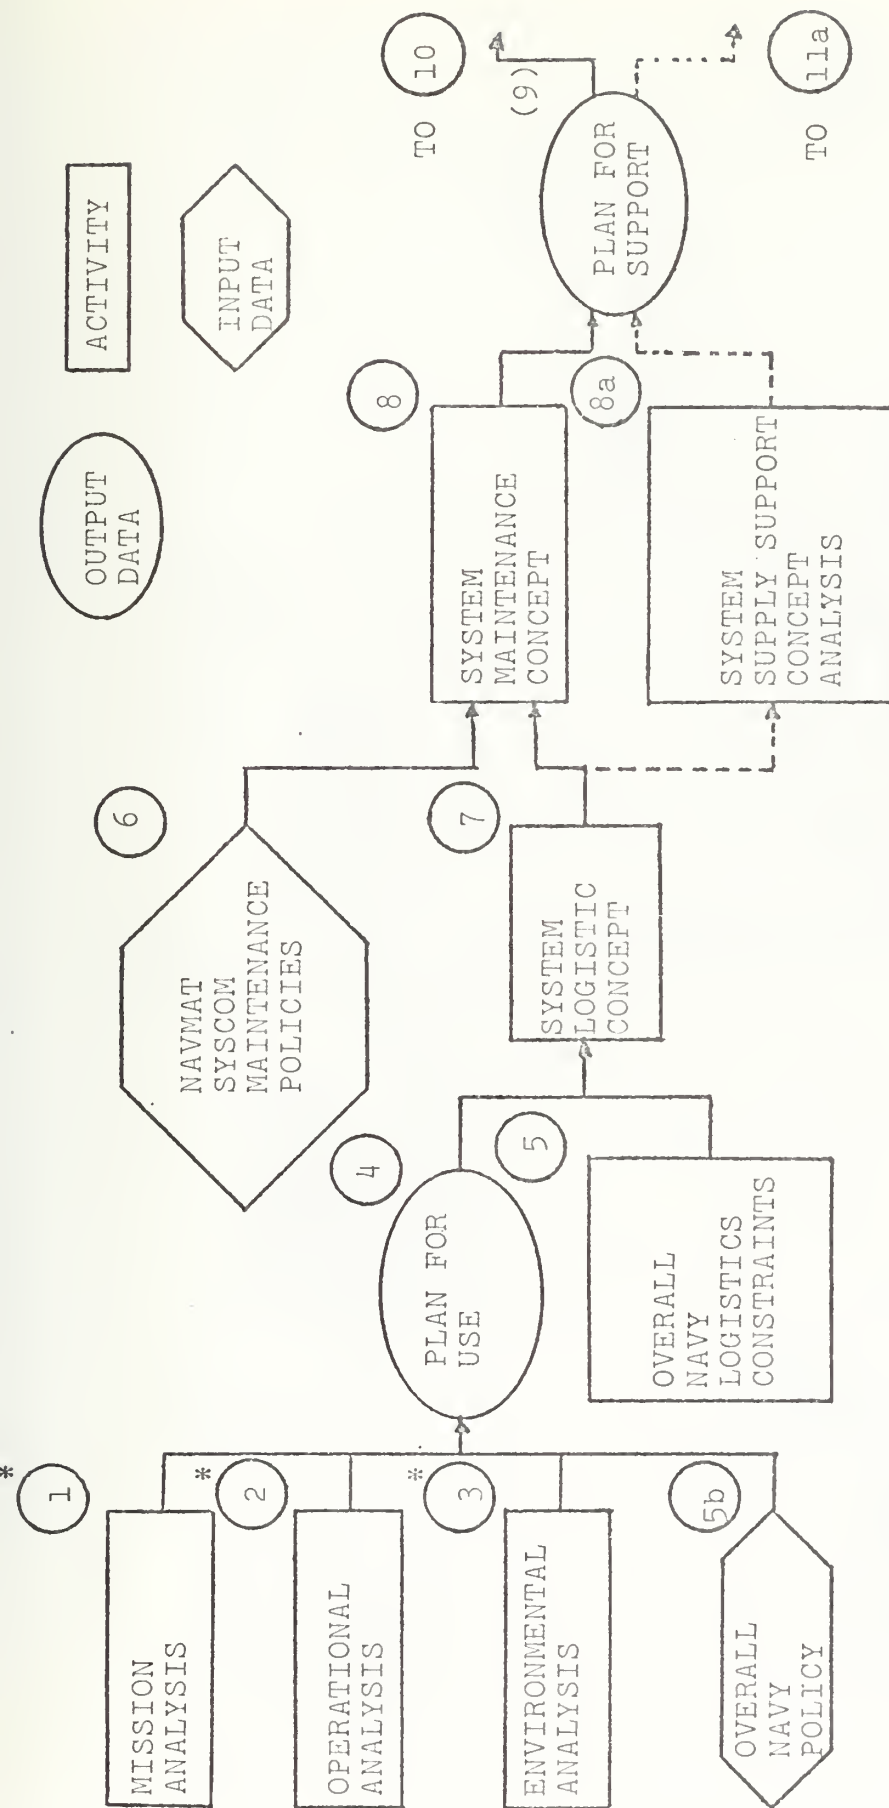 OUTPUT
DATA
ACTIVITY
INPUT
DATA
*
1
MISSION
ANALYSIS
*
2
OPERATIONAL
ANALYSIS
*
3
ENVIRONMENTAL
ANALYSIS
5b
OVERALL
NAVY
POLICY
4
PLAN FOR
USE
5
OVERALL
NAVY
LOGISTICS
CONSTRAINTS
6
NAVMAT
SYSCOM
MAINTENANCE
POLICIES
7
SYSTEM
LOGISTIC
CONCEPT
8
SYSTEM
MAINTENANCE
CONCEPT
8a
SYSTEM
SUPPLY SUPPORT
CONCEPT
ANALYSIS
PLAN FOR
SUPPORT
(9)
TO 10
TO 11a